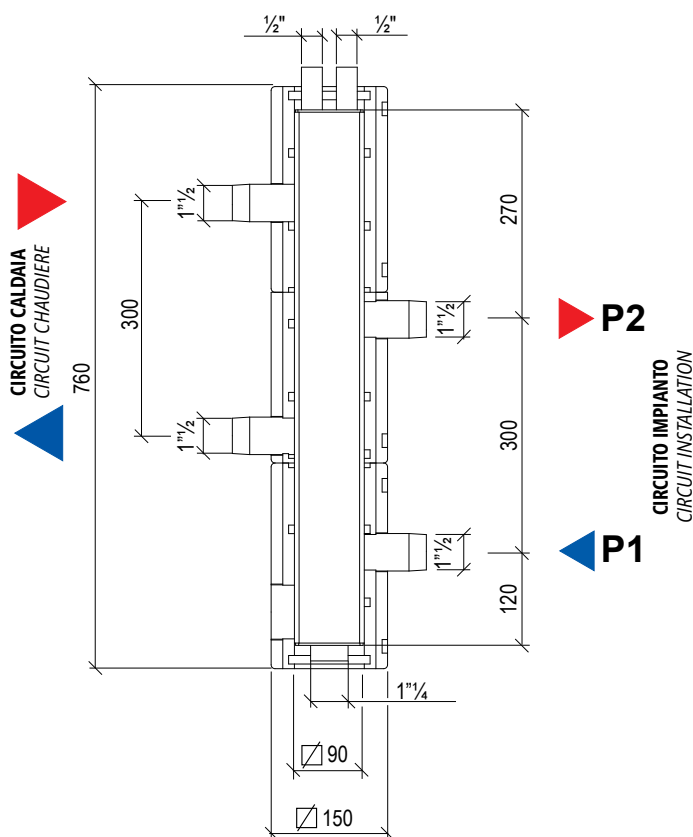 ½"
½"
1"½
CIRCUITO CALDAIA
CIRCUIT CHAUDIERE
300
760
1"½
270
1"½
P2
300
CIRCUITO IMPIANTO
CIRCUIT INSTALLATION
1"½
P1
120
1"¼
90
150